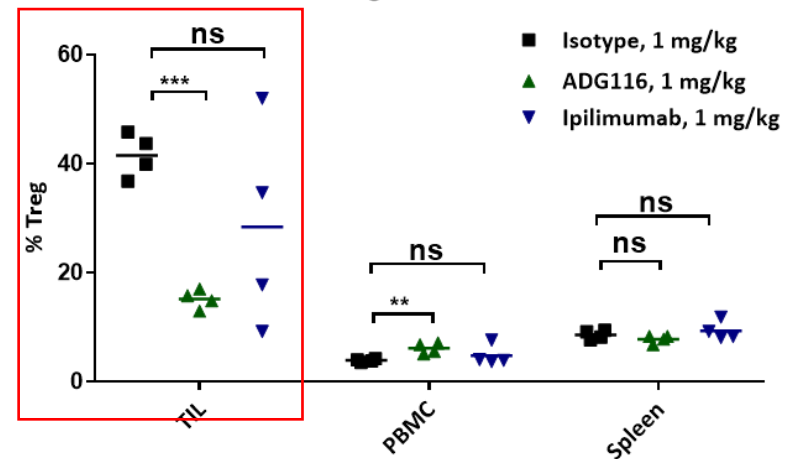 ns
***
60
40
20
0
% Treg
Isotype, 1 mg/kg
ADG116, 1 mg/kg
Ipilimumab, 1 mg/kg
ns
**
ns
ns
TIL
PBMC
Spleen